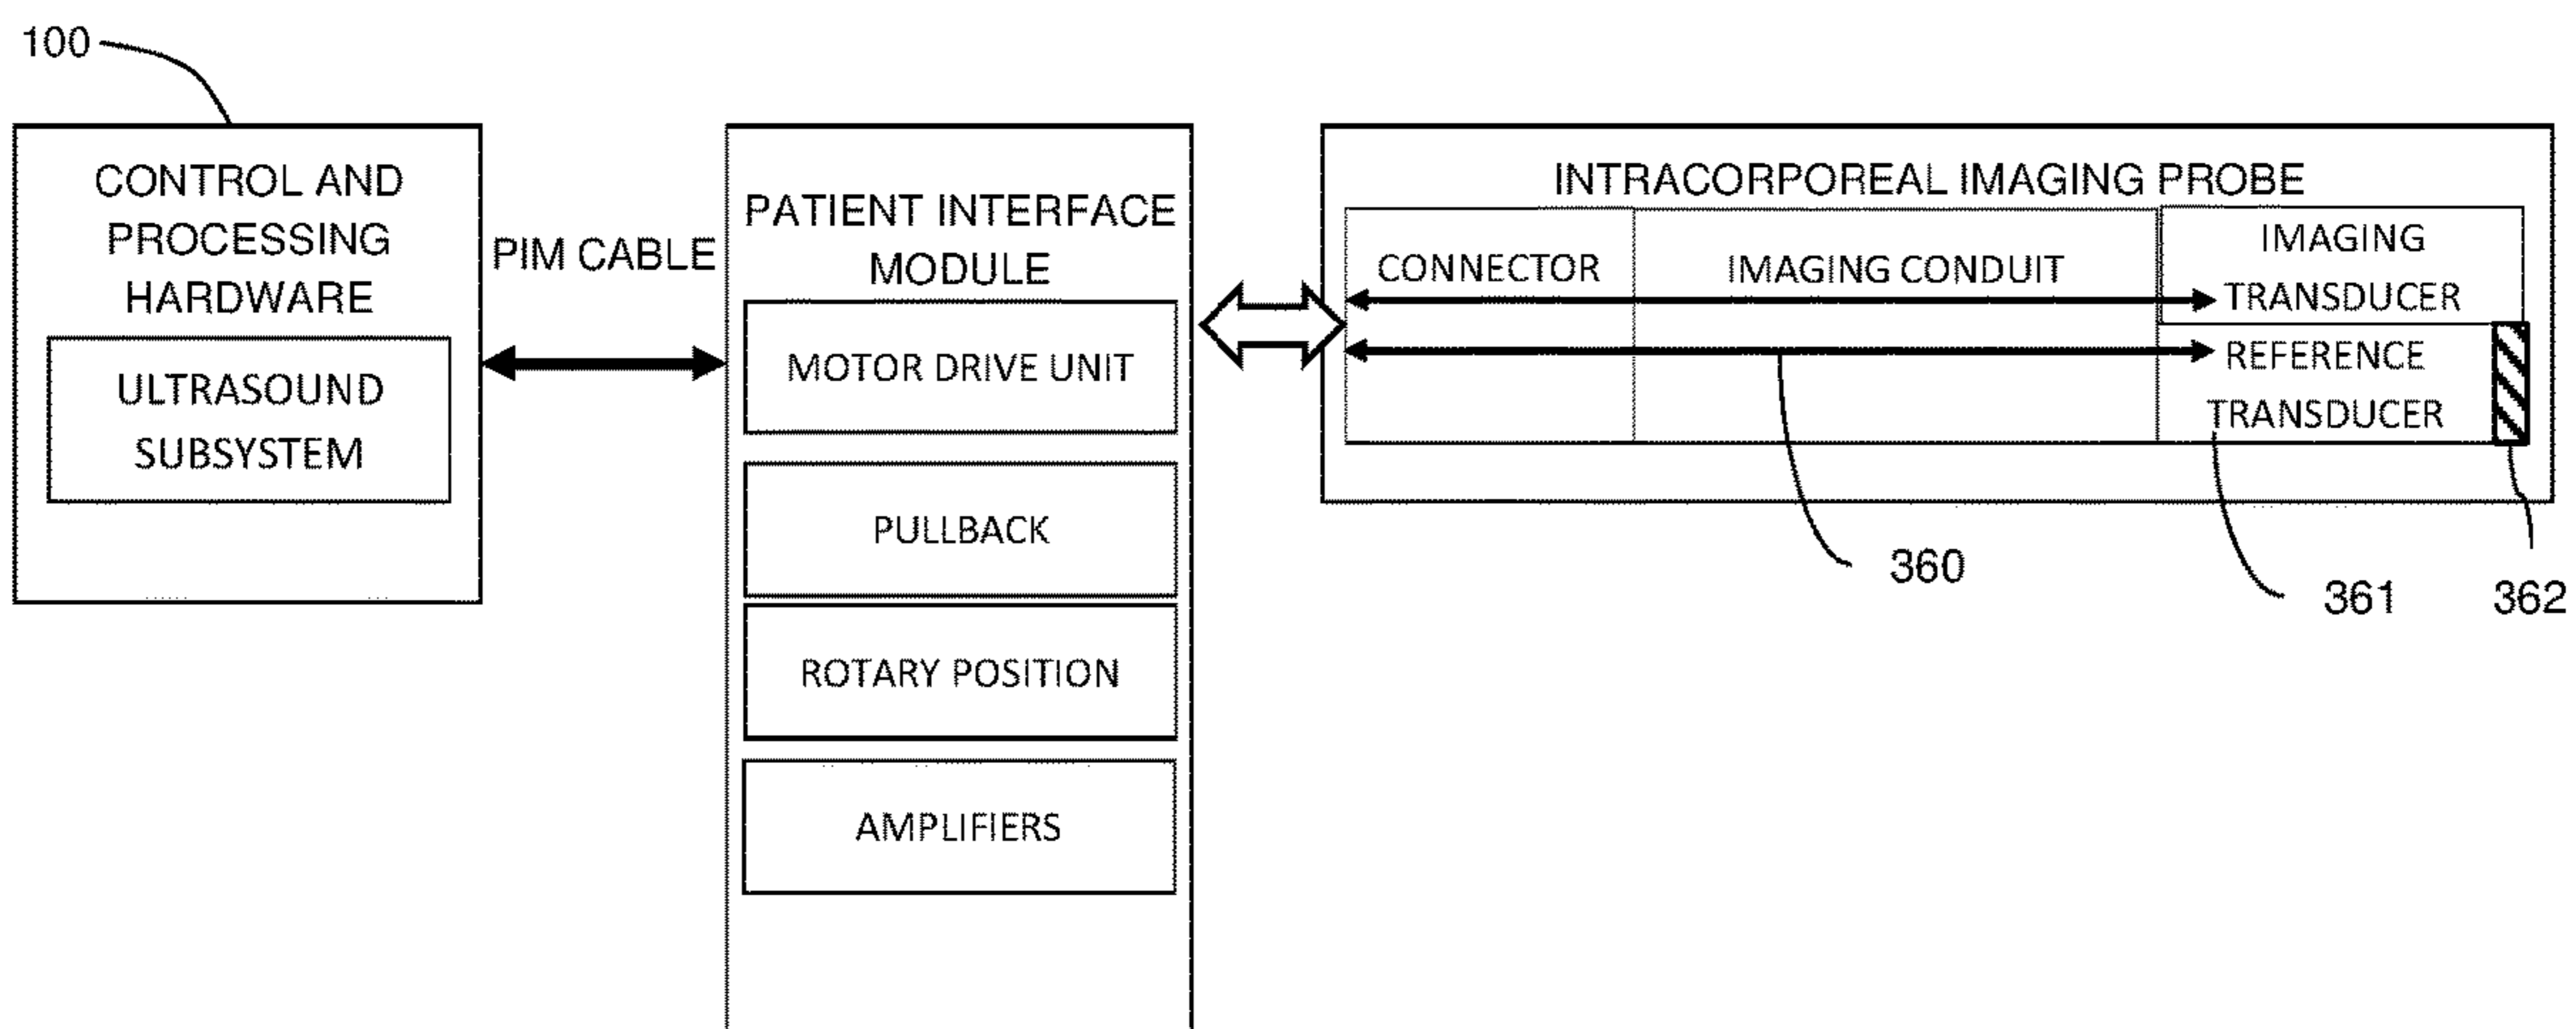 100
CONTROL AND
PROCESSING
HARDWARE
ULTRASOUND
SUBSYSTEM
PIM CABLE
PATIENT INTERFACE
MODULE
MOTOR DRIVE UNIT
PULLBACK
ROTARY POSITION
AMPLIFIERS
INTRACORPOREAL IMAGING PROBE
CONNECTOR
IMAGING CONDUIT
IMAGING
TRANSDUCER
REFERENCE
TRANSDUCER
360
361
362